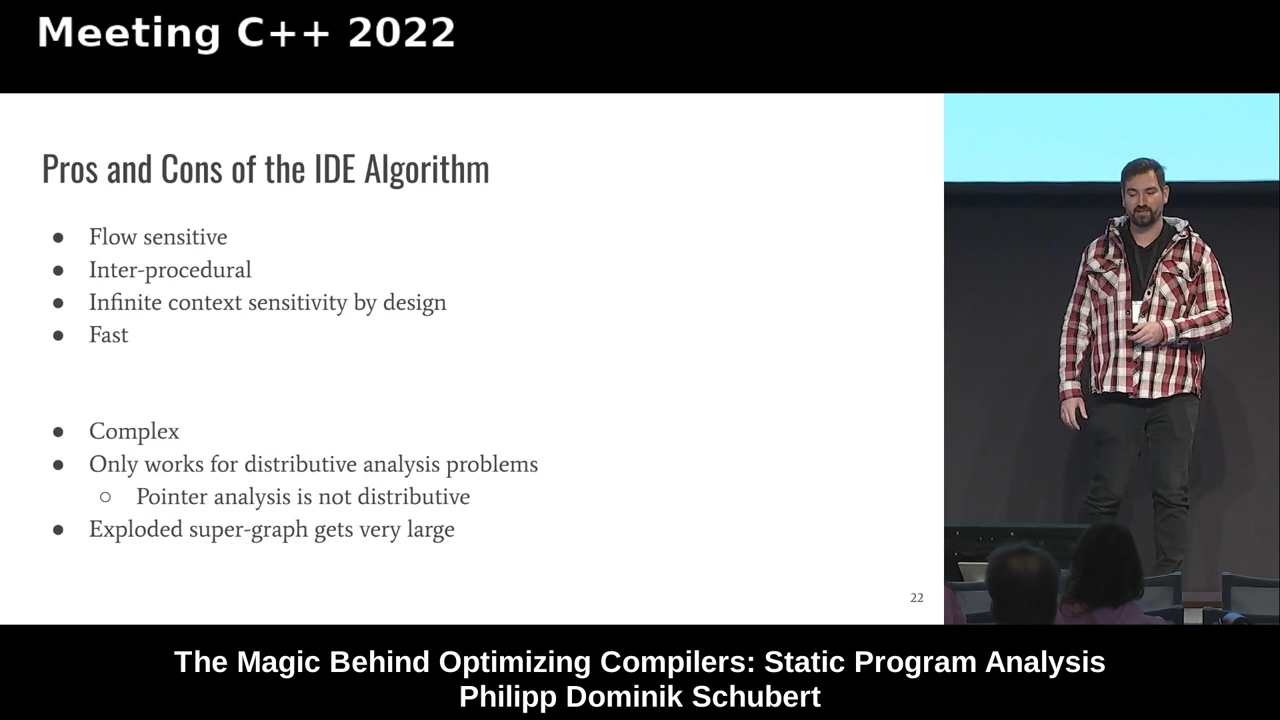 Meeting C++ 2022
Pros and Cons of the IDE Algorithm
● Flow sensitive
● Inter-procedural
● Infinite context sensitivity by design
● Fast
● Complex
● Only works for distributive analysis problems
○ Pointer analysis is not distributive
● Exploded super-graph gets very large
22
The Magic Behind Optimizing Compilers: Static Program Analysis
Philipp Dominik Schubert